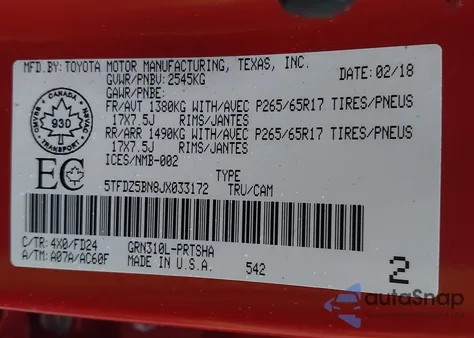 MFD.BY: TOYOTA MOTOR MANUFACTURING, TEXAS, INC.
GVWR/PNBV: 2545KG DATE: 02/18
GAWR/PNBE:
FR/AVT 1380KG WITH/AVEC P265/65R17 TIRES/PNEUS
17X7.5J RIMS/JANTES
RR/ARR 1490KG WITH/AVEC P265/65R17 TIRES/PNEUS
17X7.5J RIMS/JANTES
ICES/NMB-002
CANADA
930
TRANSPORT
EC
TYPE
5TFDZ5BN8JX033172 TRU/CAM
C/TR: 4X0/FD24 GRN310L-PRTSHA
A/TM: A07A/AC60F MADE IN U.S.A. 542
2
autoSnap